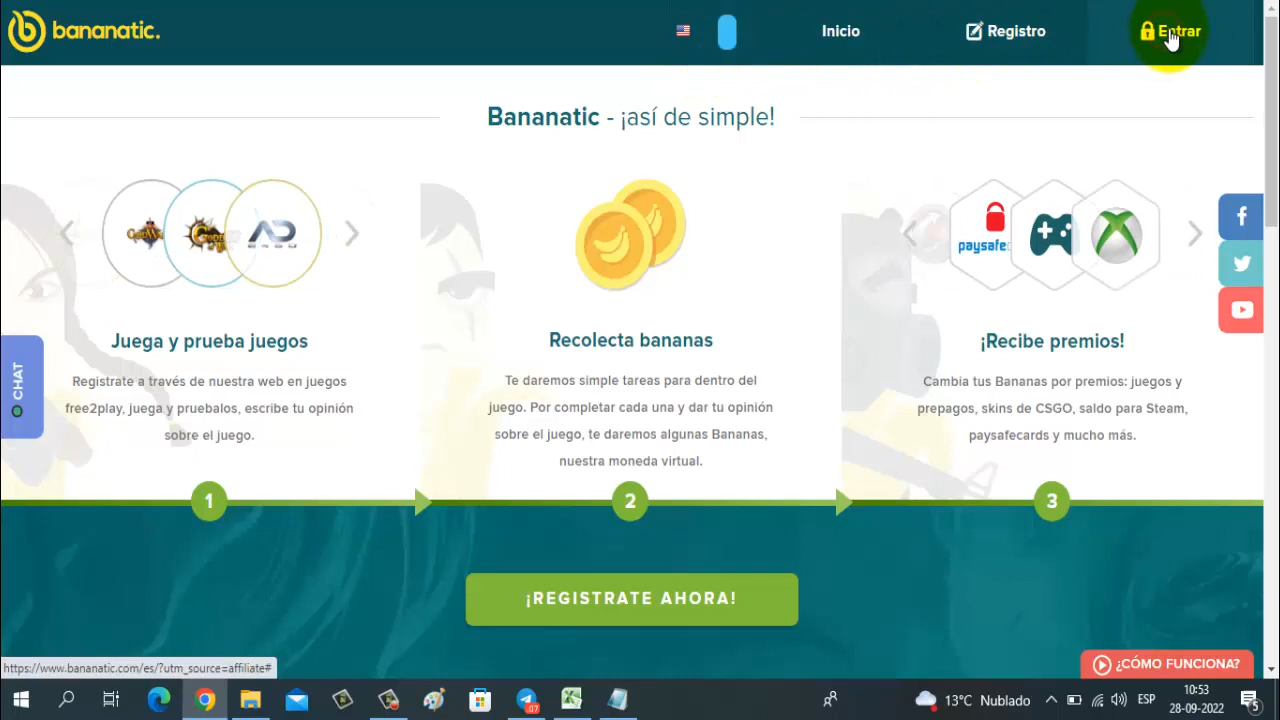 bananatic.
Inicio
Registro
Entrar
Bananatic - ¡así de simple!
paysafe
Juega y prueba juegos
Registrate a través de nuestra web en juegos
free2play, juega y pruebalos, escribe tu opinión
sobre el juego.
Recolecta bananas
Te daremos simple tareas para dentro del
juego. Por completar cada una y dar tu opinión
sobre el juego, te daremos algunas Bananas,
nuestra moneda virtual.
¡Recibe premios!
Cambia tus Bananas por premios: juegos y
prepagos, skins de CSGO, saldo para Steam,
paysafecards y mucho más.
CHAT
1
2
3
¡REGISTRATE AHORA!
¿CÓMO FUNCIONA?
https://www.bananatic.com/es/?utm_source=affiliate#
13°C Nublado
ESP
10:53
28-09-2022
5